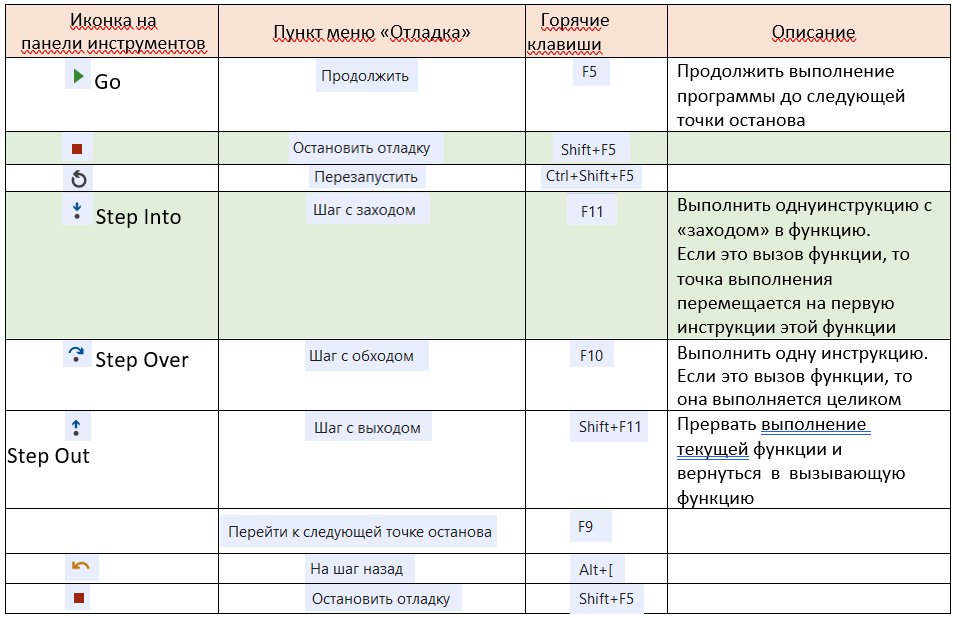 Иконка на
панели инструментов
Пункт меню «Отладка»
Горячие
клавиши
Описание
Go
Продолжить
F5
Продолжить выполнение
программы до следующей
точки останова
Остановить отладку
Shift+F5
Перезапустить
Ctrl+Shift+F5
Step Into
Шаг с заходом
F11
Выполнить однуинструкцию с
«заходом» в функцию.
Если это вызов функции, то
точка выполнения
перемещается на первую
инструкции этой функции
Step Over
Шаг с обходом
F10
Выполнить одну инструкцию.
Если это вызов функции, то
она выполняется целиком
Step Out
Шаг с выходом
Shift+F11
Прервать выполнение
текущей функции и
вернуться в вызывающую
функцию
Перейти к следующей точке останова
F9
На шаг назад
Alt+[
Остановить отладку
Shift+F5